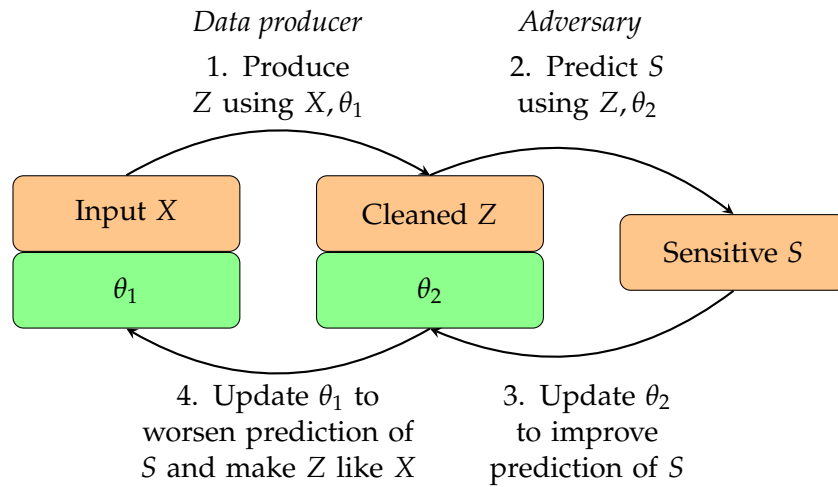 Data producer
1. Produce
Z using X, θ₁
Adversary
2. Predict S
using Z, θ₂
Input X
θ₁
Cleaned Z
θ₂
Sensitive S
4. Update θ₁ to
worsen prediction of
S and make Z like X
3. Update θ₂
to improve
prediction of S